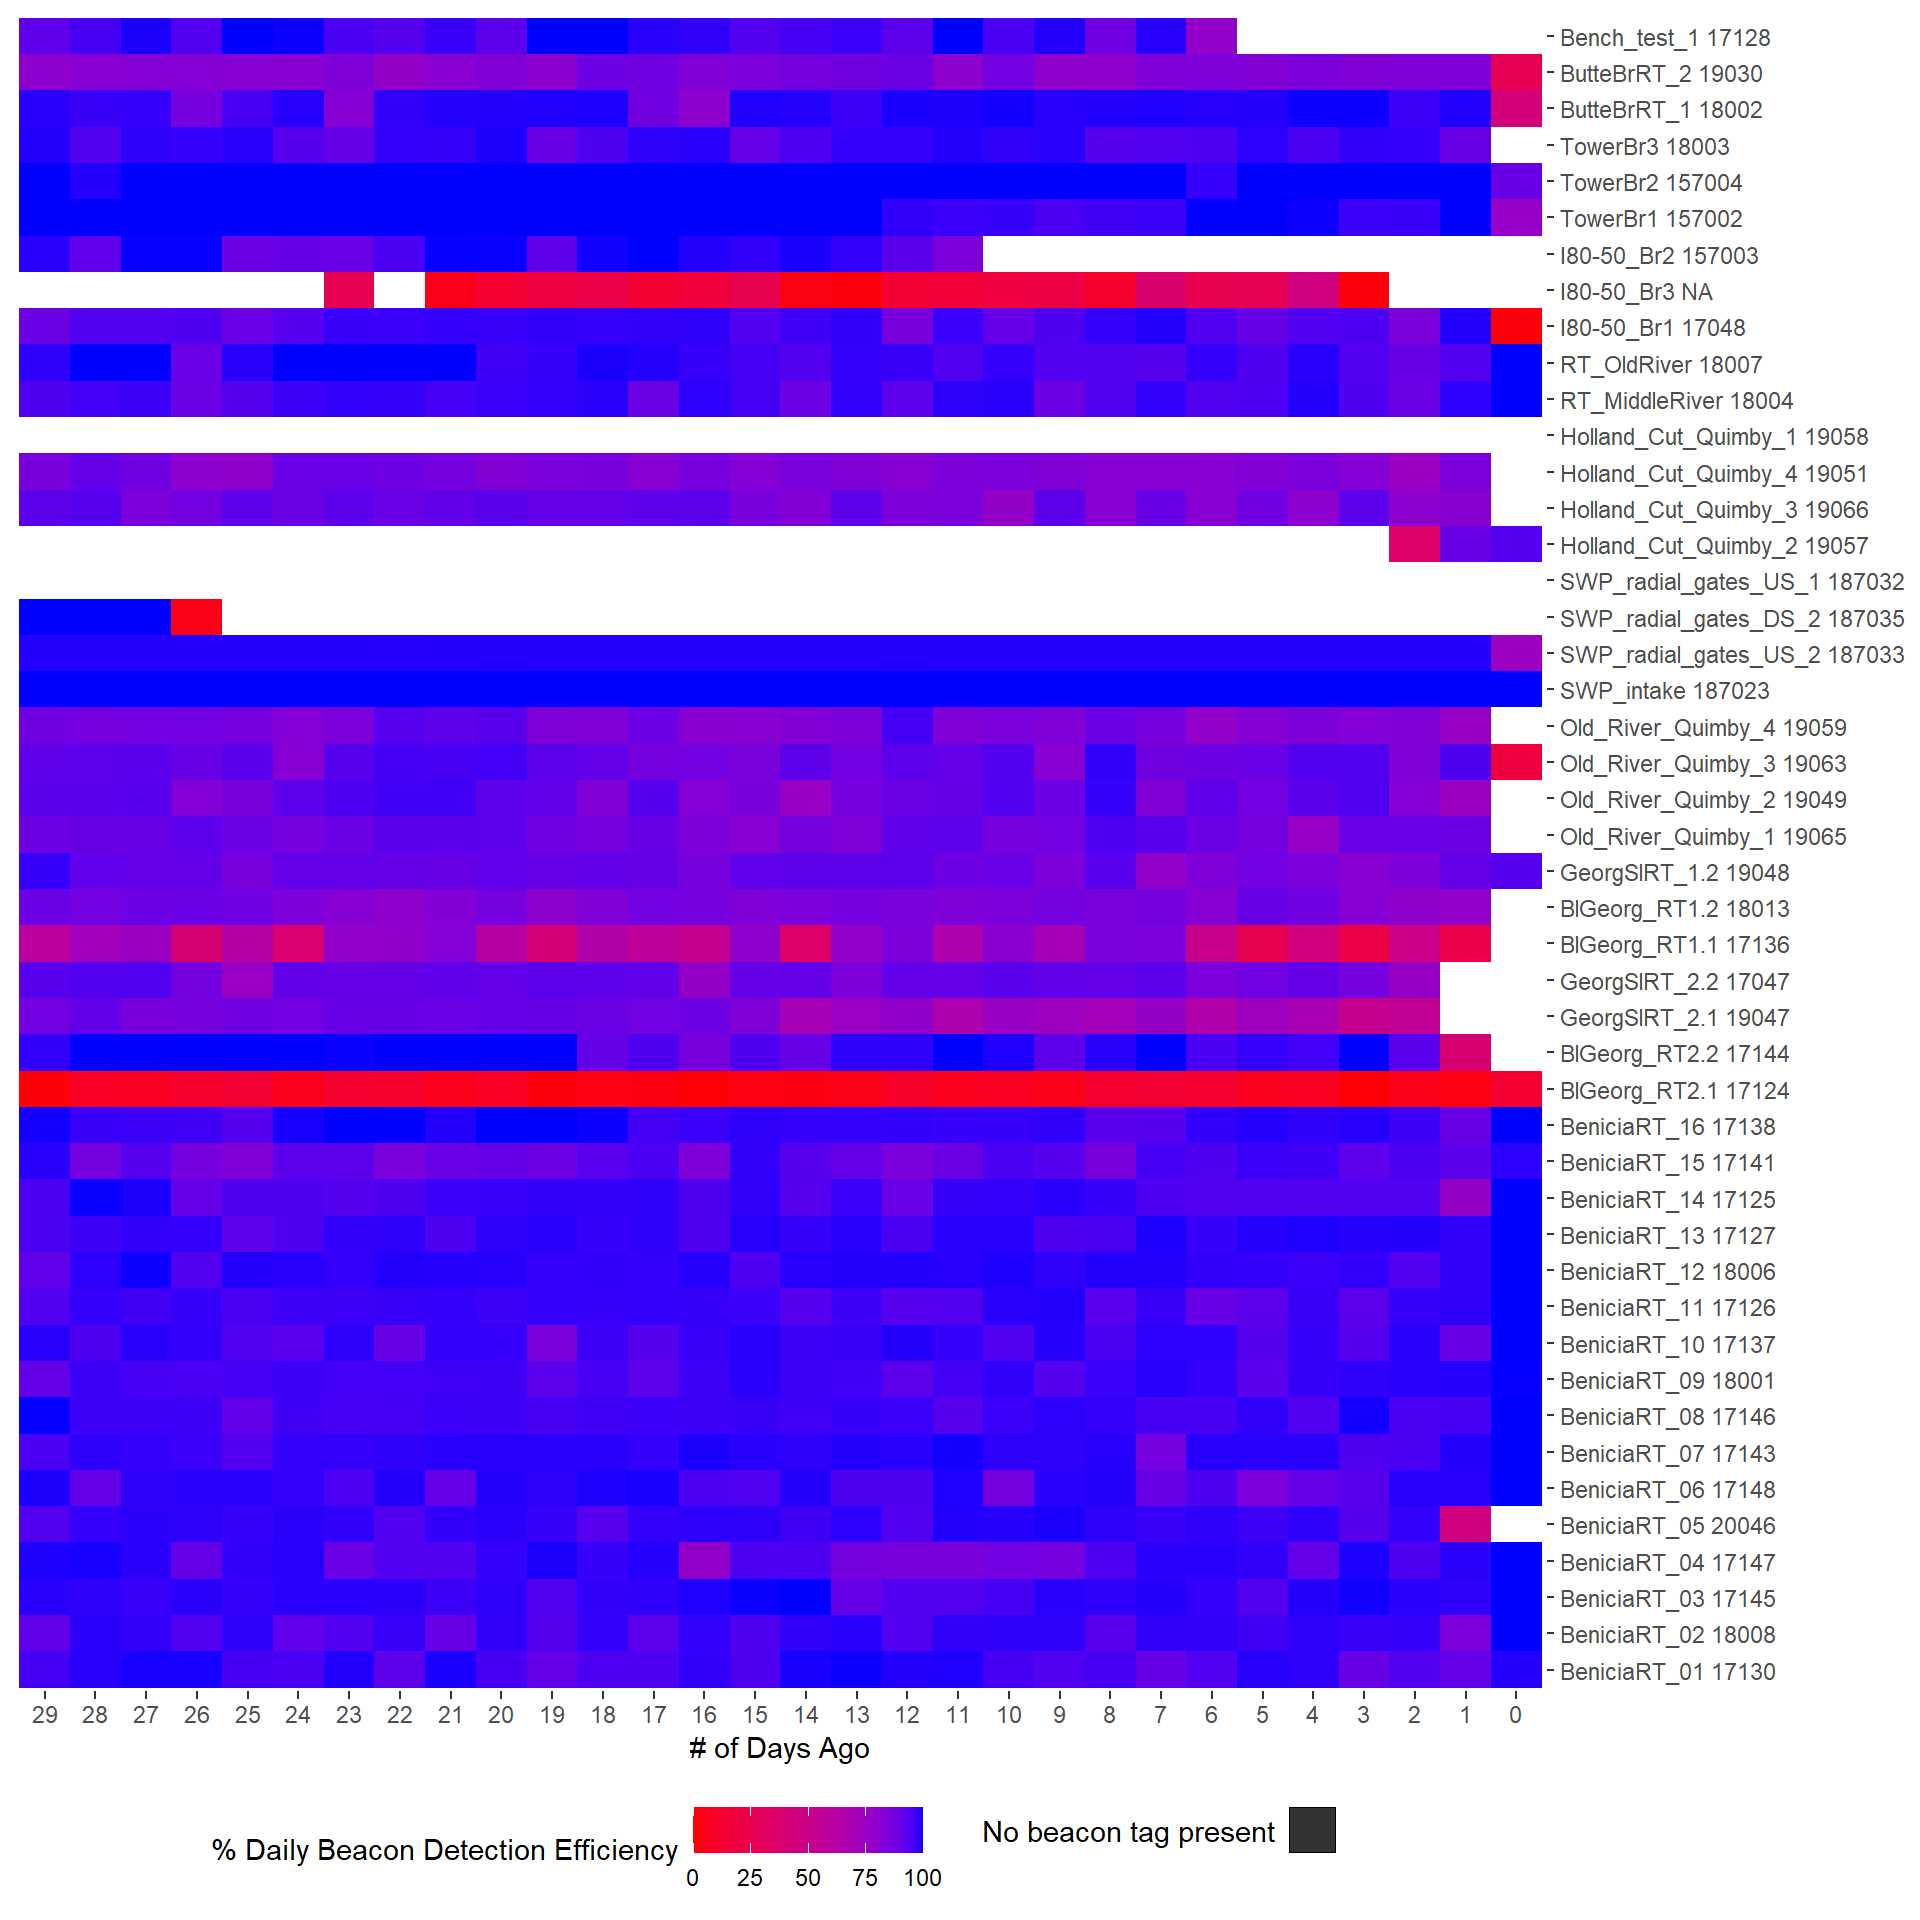 Bench_test_1 17128
ButteBrRT_2 19030
ButteBrRT_1 18002
TowerBr3 18003
TowerBr2 157004
TowerBr1 157002
I80-50_Br2 157003
I80-50_Br3 NA
I80-50_Br1 17048
RT_OldRiver 18007
RT_MiddleRiver 18004
Holland_Cut_Quimby_1 19058
Holland_Cut_Quimby_4 19051
Holland_Cut_Quimby_3 19066
Holland_Cut_Quimby_2 19057
SWP_radial_gates_US_1 187032
SWP_radial_gates_DS_2 187035
SWP_radial_gates_US_2 187033
SWP_intake 187023
Old_River_Quimby_4 19059
Old_River_Quimby_3 19063
Old_River_Quimby_2 19049
Old_River_Quimby_1 19065
GeorgSlRT_1.2 19048
BlGeorg_RT1.2 18013
BlGeorg_RT1.1 17136
GeorgSlRT_2.2 17047
GeorgSlRT_2.1 19047
BlGeorg_RT2.2 17144
BlGeorg_RT2.1 17124
BeniciaRT_16 17138
BeniciaRT_15 17141
BeniciaRT_14 17125
BeniciaRT_13 17127
BeniciaRT_12 18006
BeniciaRT_11 17126
BeniciaRT_10 17137
BeniciaRT_09 18001
BeniciaRT_08 17146
BeniciaRT_07 17143
BeniciaRT_06 17148
BeniciaRT_05 20046
BeniciaRT_04 17147
BeniciaRT_03 17145
BeniciaRT_02 18008
BeniciaRT_01 17130
29 28 27 26 25 24 23 22 21 20 19 18 17 16 15 14 13 12 11 10 9 8 7 6 5 4 3 2 1 0
# of Days Ago
% Daily Beacon Detection Efficiency
0 25 50 75 100
No beacon tag present